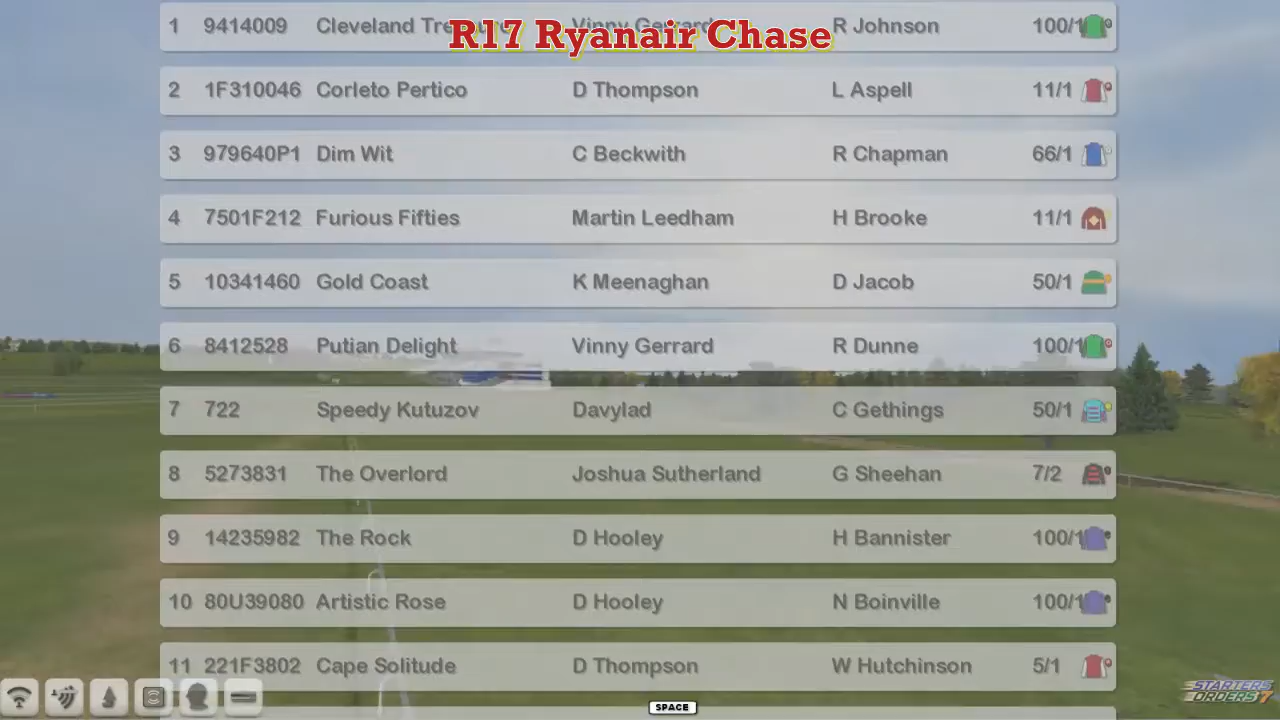 R17 Ryanair Chase
1 9414009 Cleveland Treasure Vinny Gerrard R Johnson 100/1
2 1F310046 Corleto Pertico D Thompson L Aspell 11/1
3 979640P1 Dim Wit C Beckwith R Chapman 66/1
4 7501F212 Furious Fifties Martin Leedham H Brooke 11/1
5 10341460 Gold Coast K Meenaghan D Jacob 50/1
6 8412528 Putian Delight Vinny Gerrard R Dunne 100/1
7 722 Speedy Kutuzov Davylad C Gethings 50/1
8 5273831 The Overlord Joshua Sutherland G Sheehan 7/2
9 14235982 The Rock D Hooley H Bannister 100/1
10 80U39080 Artistic Rose D Hooley N Boinville 100/1
11 221F3802 Cape Solitude D Thompson W Hutchinson 5/1
SPACE
STARTERS ORDERS 7